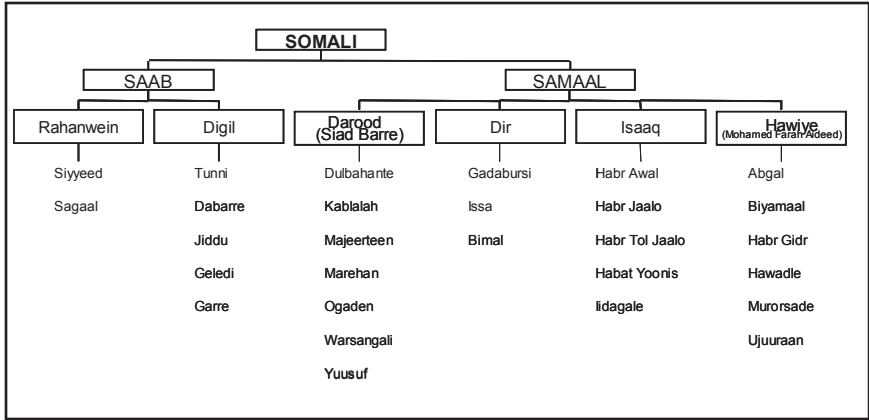 SOMALI
SAAB
SAMAAL
Rahanwein
Digil
Darood
(Siad Barre)
Dir
Isaaq
Hawiye
(Mohamed Farah Aideed)
Siyyeed
Sagaal
Tunni
Dabarre
Jiddu
Geledi
Garre
Dulbahante
Kablalah
Majeerteen
Marehan
Ogaden
Warsangali
Yuusuf
Gadabursi
Issa
Bimal
Habr Awal
Habr Jaalo
Habr Tol Jaalo
Habat Yoonis
Iidagale
Abgal
Biyamaal
Habr Gidr
Hawadle
Murorsade
Ujuuraan